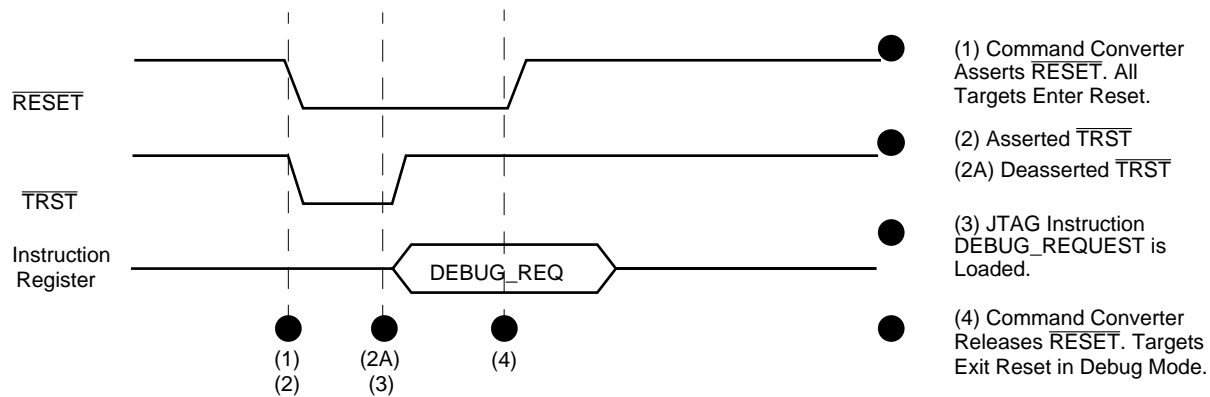 RESET
TRST
Instruction
Register
DEBUG_REQ
(1)
(2)
(2A)
(3)
(4)
(1) Command Converter
Asserts RESET. All
Targets Enter Reset.
(2) Asserted TRST
(2A) Deasserted TRST
(3) JTAG Instruction
DEBUG_REQUEST is
Loaded.
(4) Command Converter
Releases RESET. Targets
Exit Reset in Debug Mode.